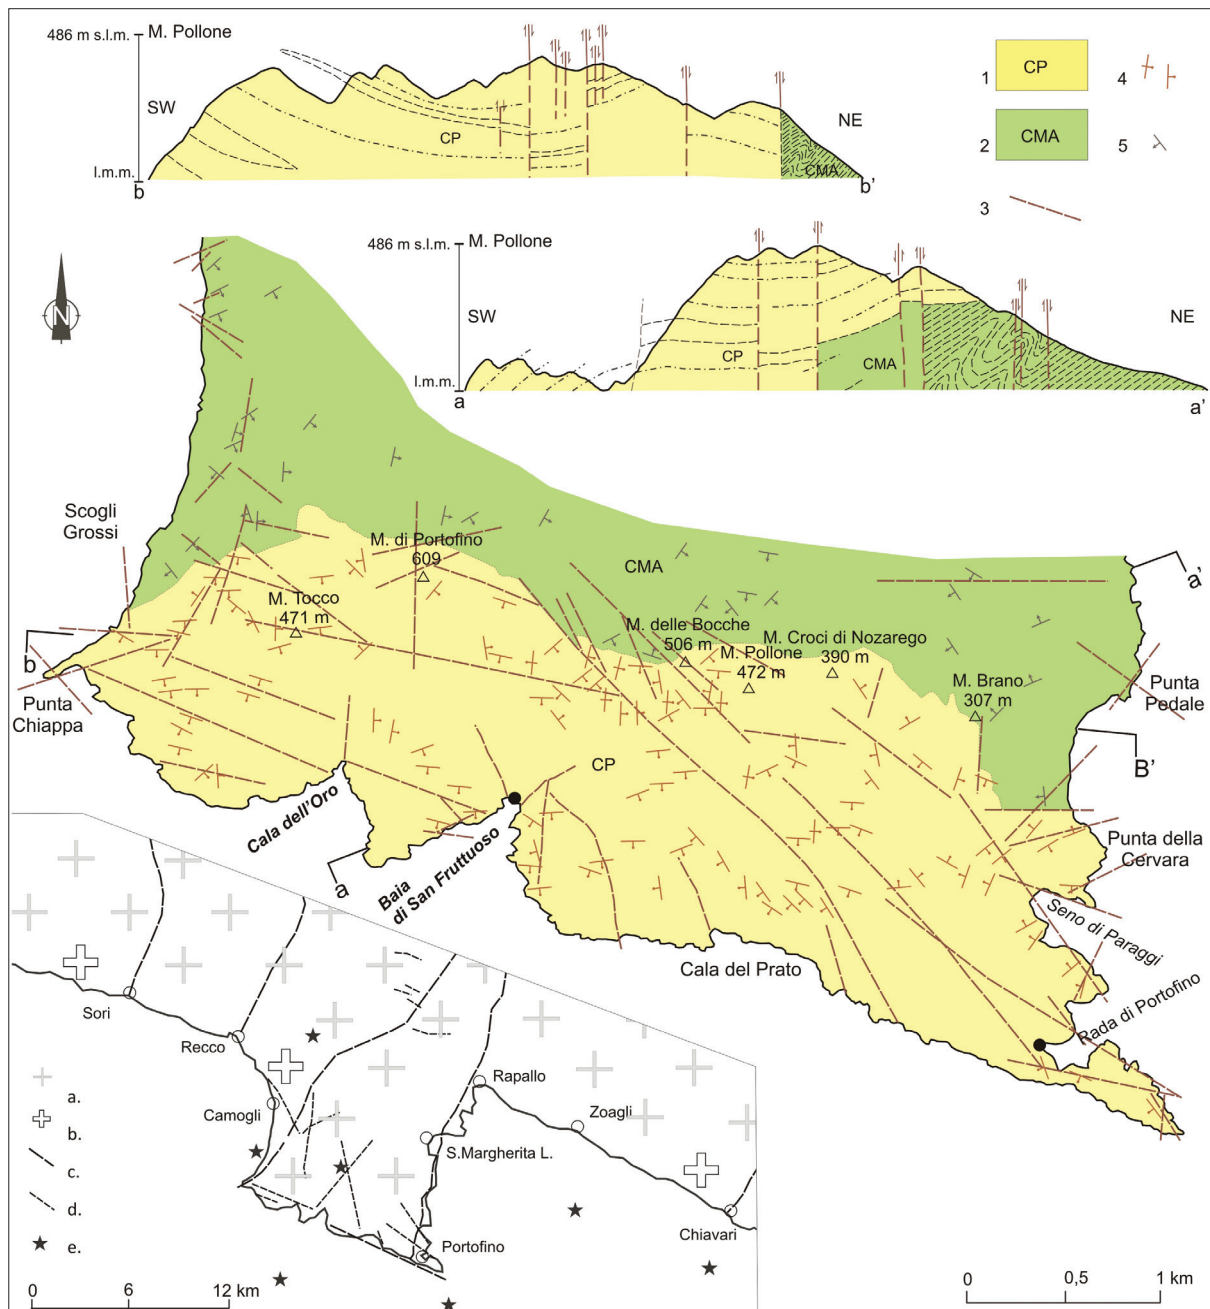 486 m s.l.m.
M. Pollone
SW
NE
CP
CMA
l.m.m.
b
b'
1
CP
4
2
CMA
5
3
486 m s.l.m.
M. Pollone
SW
NE
CP
CMA
l.m.m.
a
a'
N
Scogli
Grossi
M. di Portofino
609
CMA
M. Tocco
471 m
M. delle Bocche
506 m
M. Croci di Nozarego
390 m
M. Pollone
472 m
M. Brano
307 m
a'
b
Punta
Chiappa
Punta
Pedale
B'
CP
Cala dell'Oro
a
Baia
di San Fruttuoso
Punta della
Cervara
Seno di Paraggi
Cala del Prato
Rada di Portofino
Sori
Recco
Camogli
Rapallo
Zoagli
S.Margherita L.
Chiavari
Portofino
a.
b.
c.
d.
e.
0 6 12 km
0 0,5 1 km